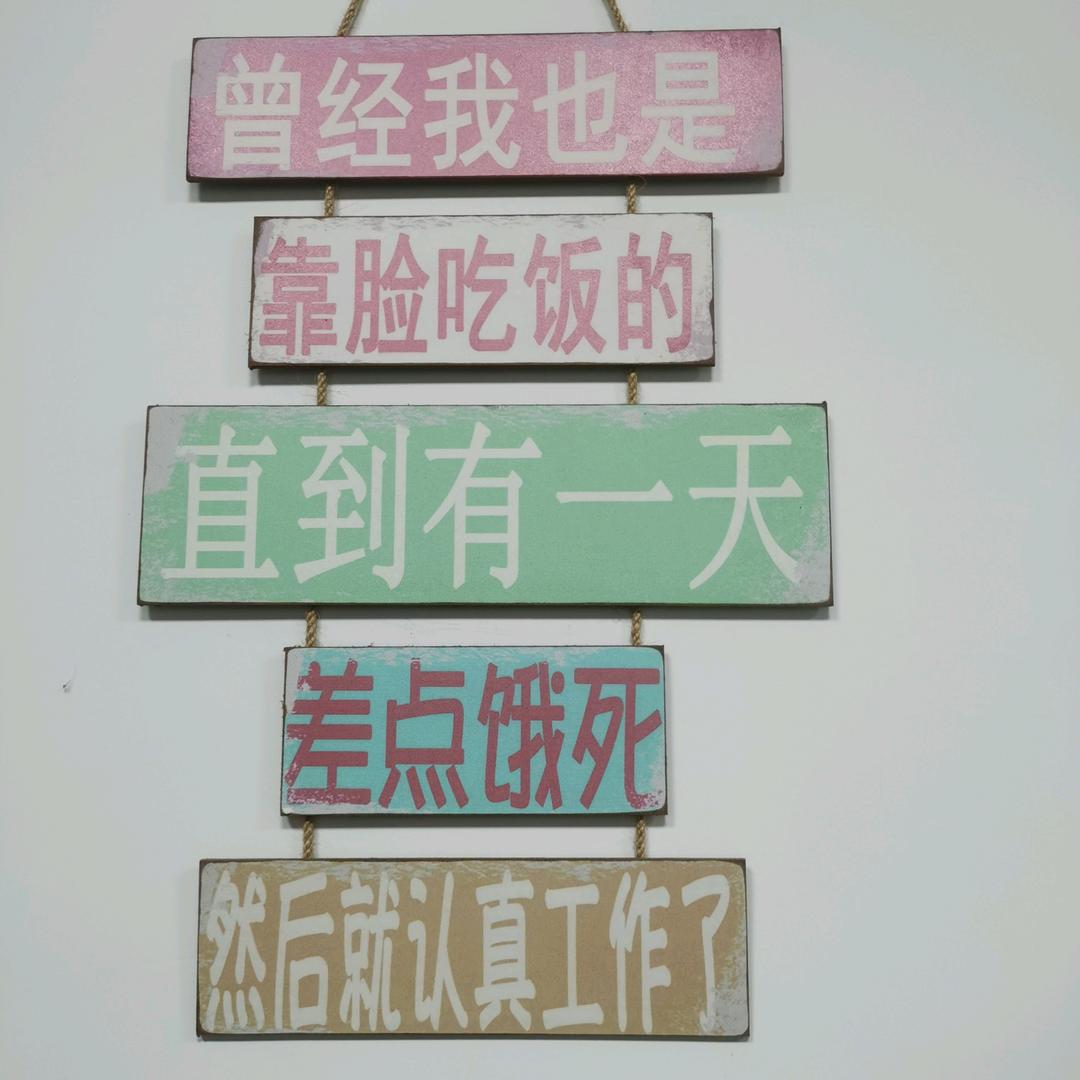 曾经我也是
靠脸吃饭的
直到有一天
差点饿死
然后就认真工作了